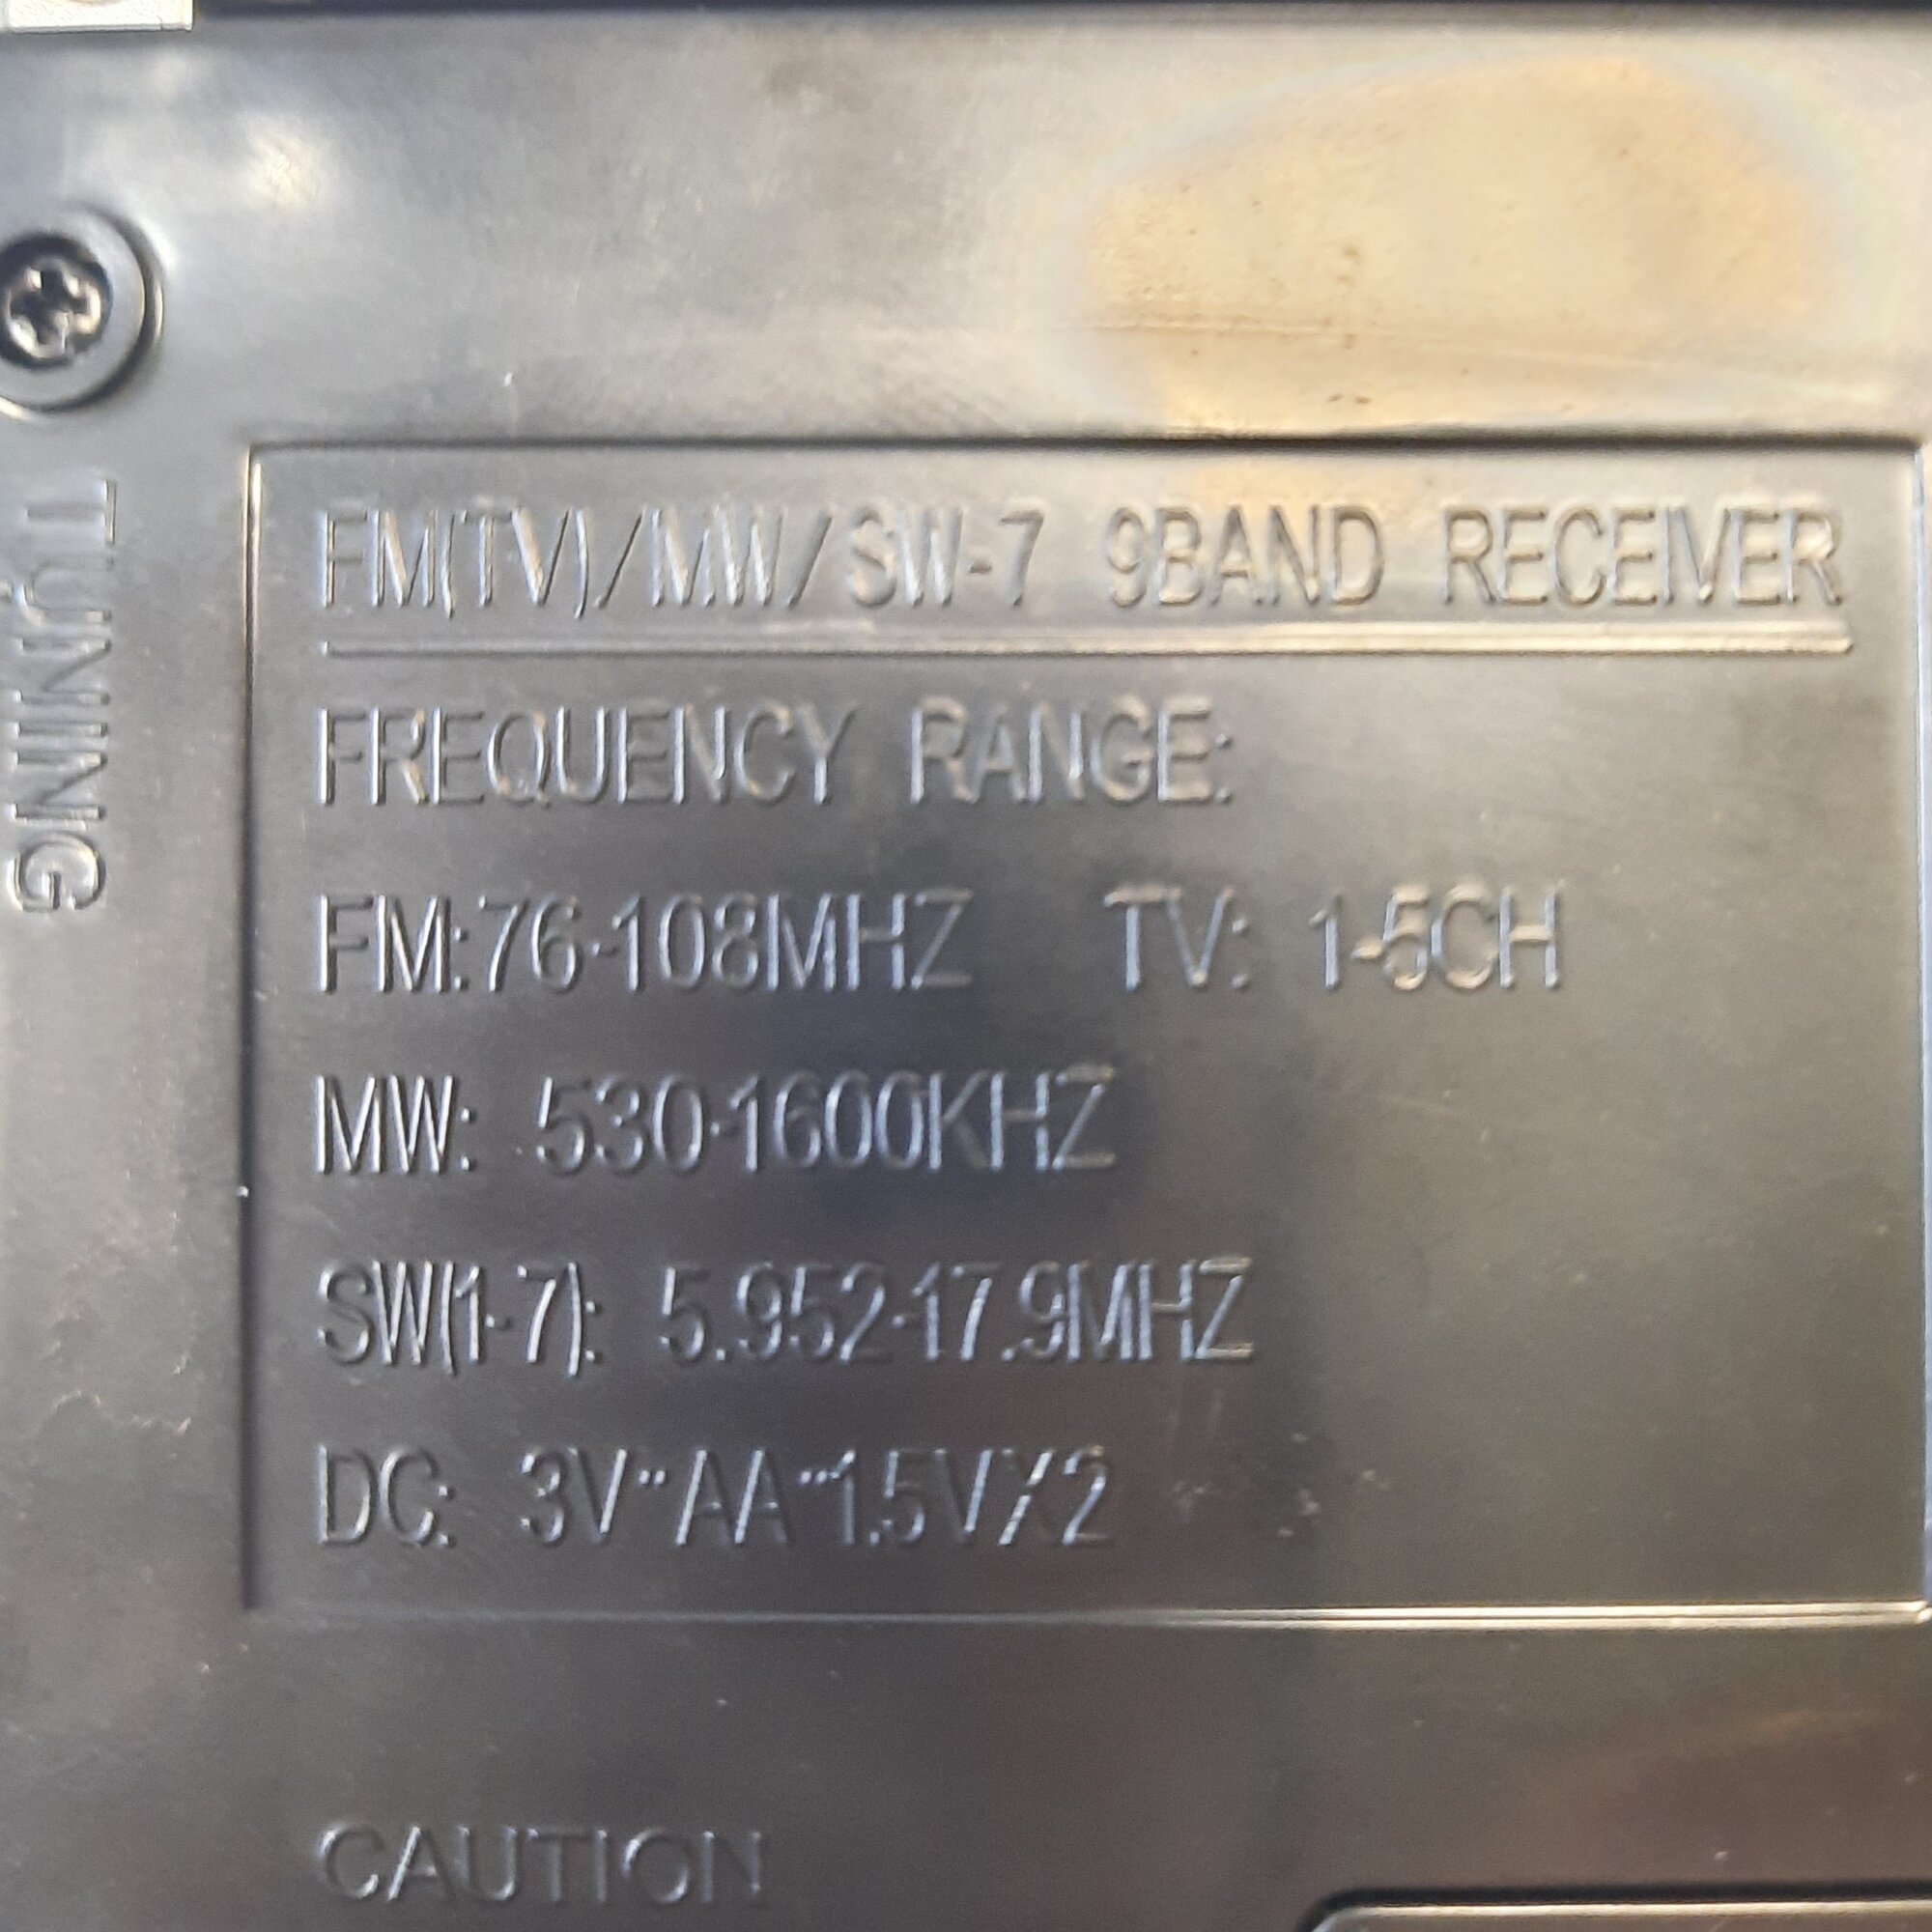 TUNING
FM(TV)/MW/SW-7 9BAND RECEIVER
FREQUENCY RANGE:
FM:76-108MHZ TV: 1-5CH
MW: 530-1600KHZ
SW(1-7): 5.952-17.9MHZ
DC: 3V"AA"1.5VX2
CAUTION